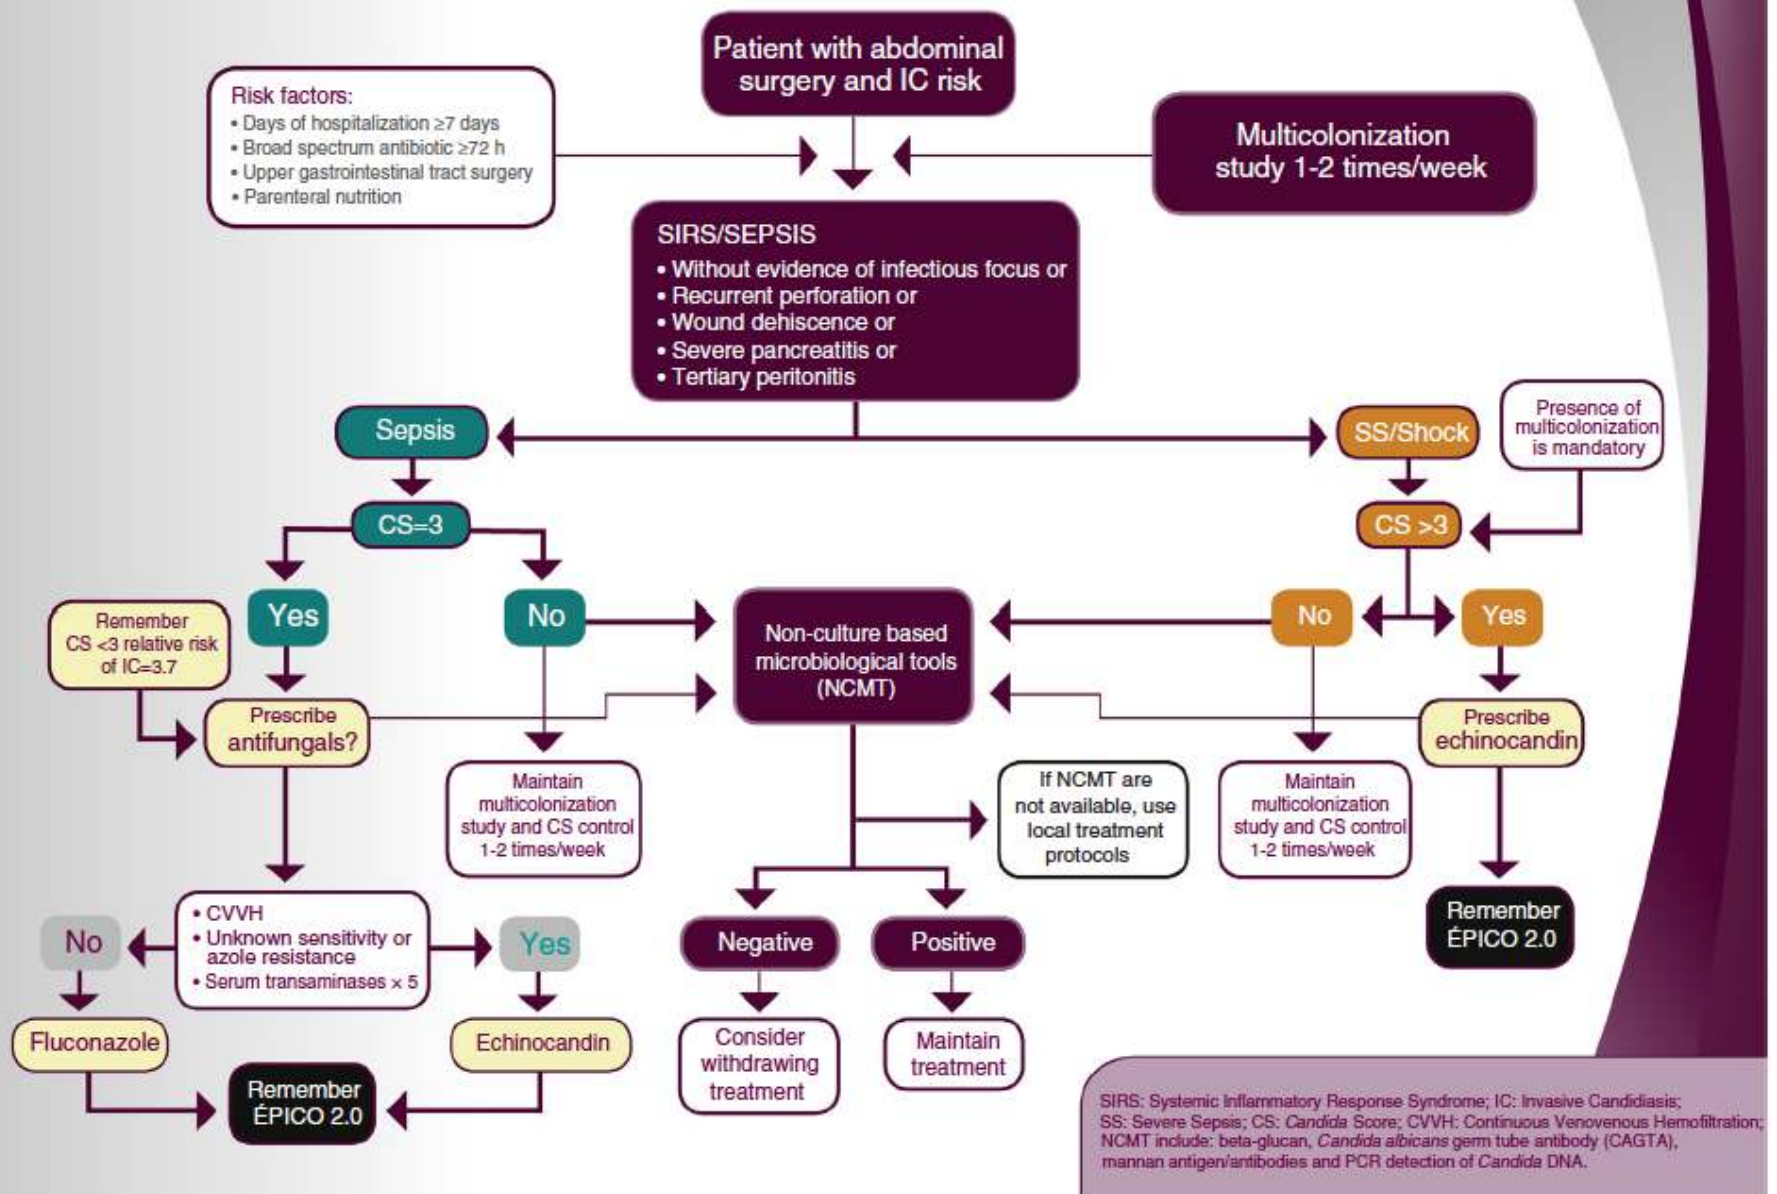 Patient with abdominal
surgery and IC risk
Risk factors:
• Days of hospitalization ≥7 days
• Broad spectrum antibiotic ≥72 h
• Upper gastrointestinal tract surgery
• Parenteral nutrition
Multicolonization
study 1-2 times/week
SIRS/SEPSIS
• Without evidence of infectious focus or
• Recurrent perforation or
• Wound dehiscence or
• Severe pancreatitis or
• Tertiary peritonitis
Sepsis
SS/Shock
Presence of
multicolonization
is mandatory
CS=3
CS >3
Yes
No
No
Yes
Remember
CS <3 relative risk
of IC=3.7
Non-culture based
microbiological tools
(NCMT)
Prescribe
antifungals?
Prescribe
echinocandin
Maintain
multicolonization
study and CS control
1-2 times/week
If NCMT are
not available, use
local treatment
protocols
Maintain
multicolonization
study and CS control
1-2 times/week
No
• CVVH
• Unknown sensitivity or
azole resistance
• Serum transaminases × 5
Yes
Negative
Positive
Remember
ÉPICO 2.0
Fluconazole
Echinocandin
Consider
withdrawing
treatment
Maintain
treatment
Remember
ÉPICO 2.0
SIRS: Systemic Inflammatory Response Syndrome; IC: Invasive Candidiasis;
SS: Severe Sepsis; CS: Candida Score; CVVH: Continuous Venovenous Hemofiltration;
NCMT include: beta-glucan, Candida albicans germ tube antibody (CAGTA),
mannan antigen/antibodies and PCR detection of Candida DNA.